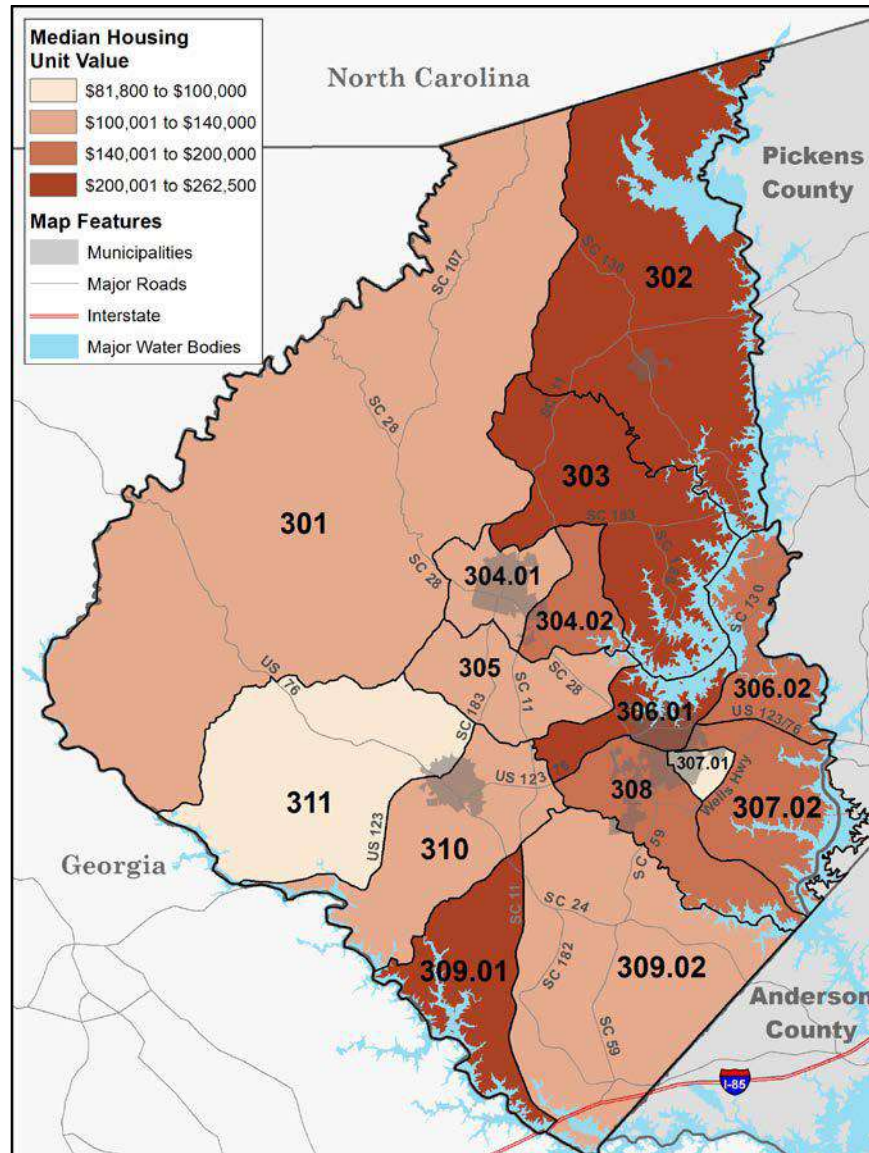 Median Housing
Unit Value
$81,800 to $100,000
$100,001 to $140,000
$140,001 to $200,000
$200,001 to $262,500
Map Features
Municipalities
Major Roads
Interstate
Major Water Bodies
North Carolina
Pickens
County
SC 107
SC 130
302
SC 11
SC 28
303
SC 183
301
304.01
SC 28
304.02
SC 130
305
SC 28
US 76
SC 183
SC 11
306.01
306.02
US 123/76
307.01
US 123 76
308
Wells Hwy
307.02
311
US 123
310
SC 59
Georgia
SC 11
SC 24
309.01
SC 182
309.02
SC 59
Anderson
County
I-85